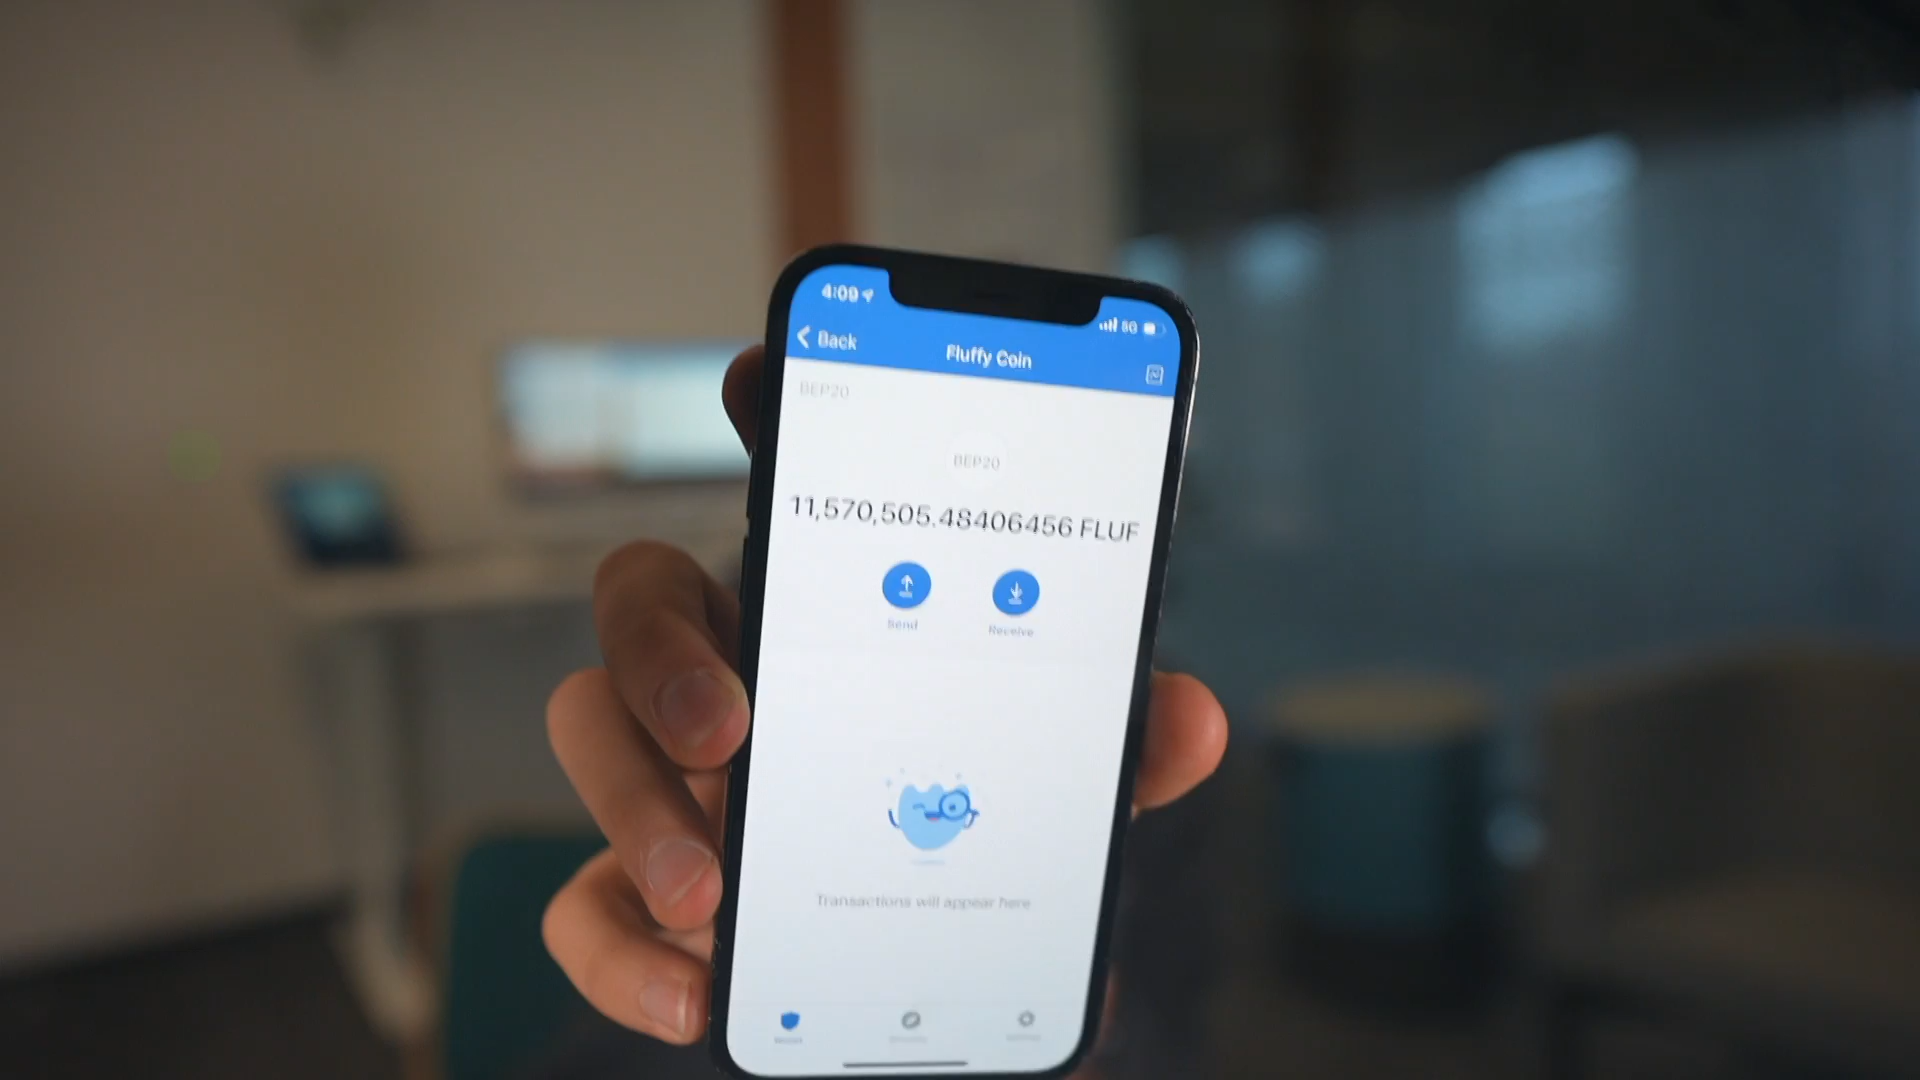 4:09
5G
Back
Fluffy Coin
BEP20
BEP20
11,570,505.48406456 FLUF
Send
Receive
Transactions will appear here